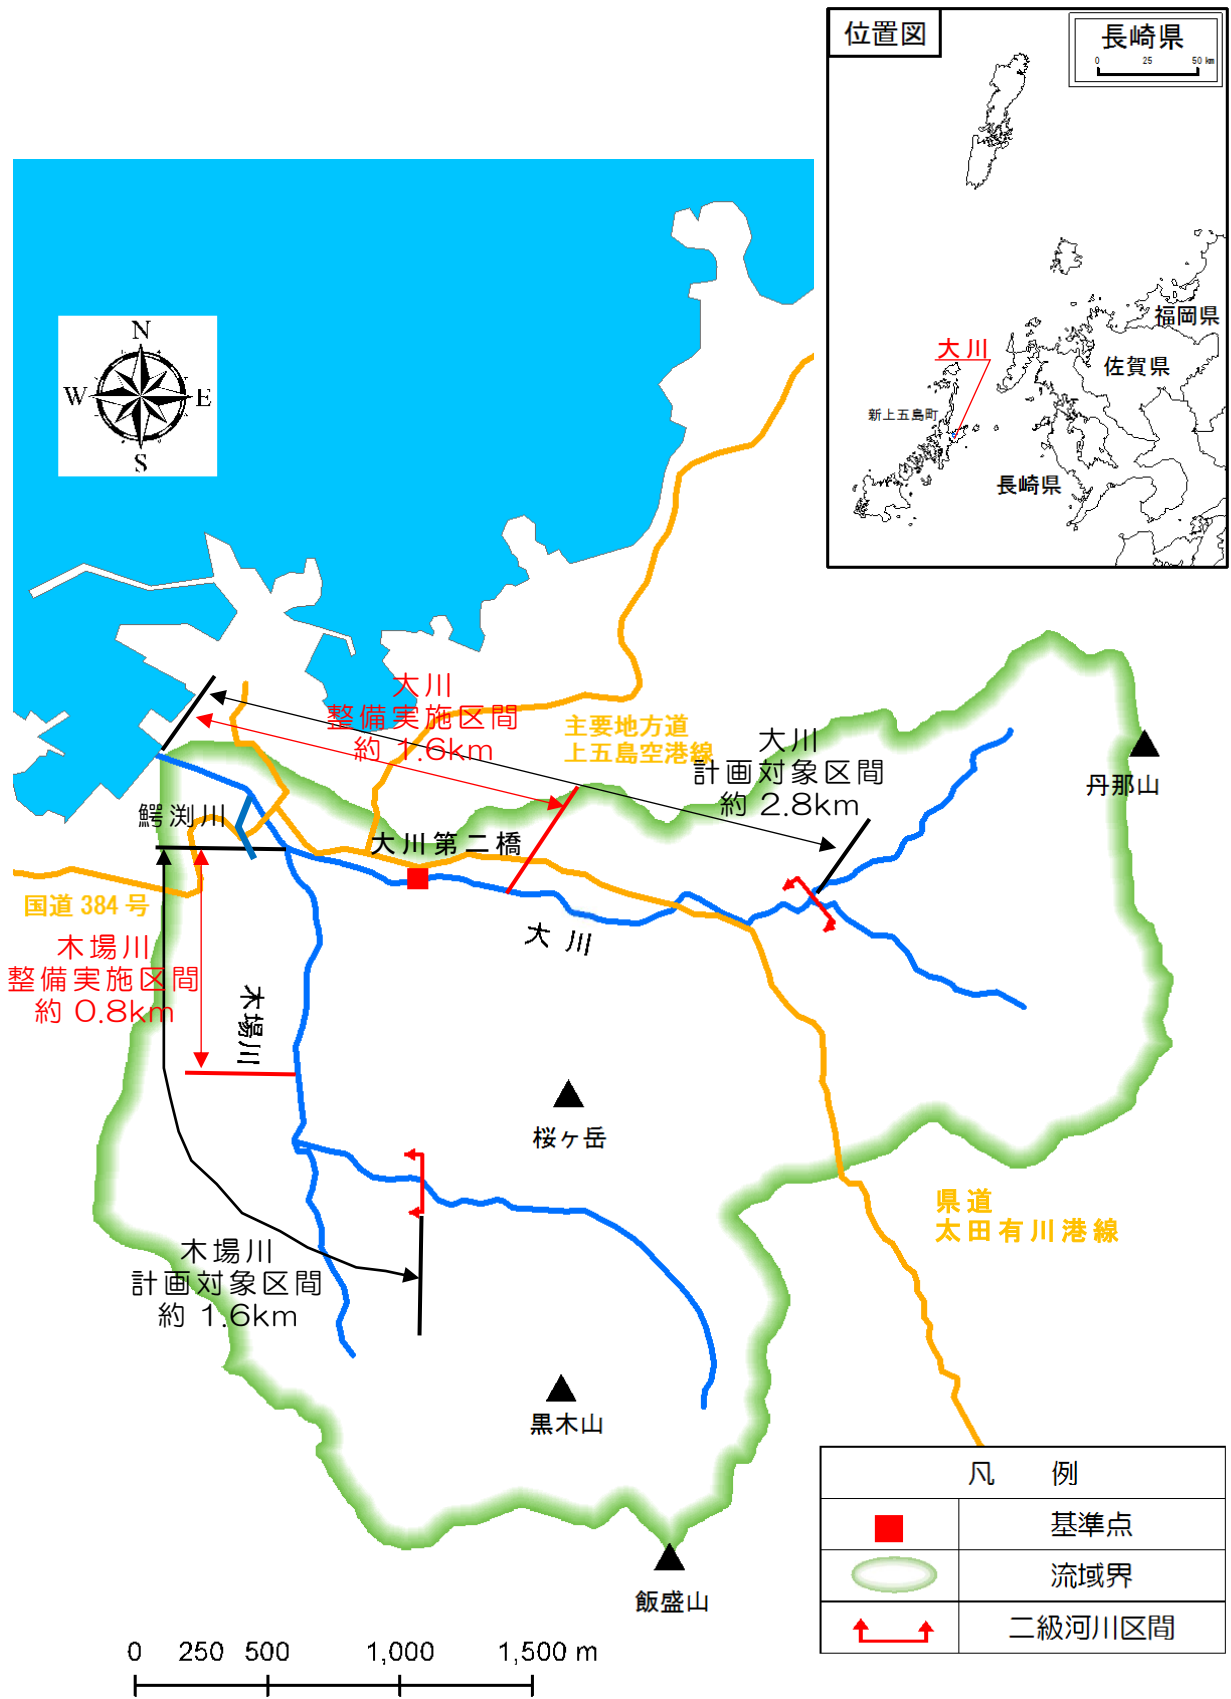 位置図
長崎県
0 25 50 km
福岡県
大川
佐賀県
新上五島町
長崎県
N
W E
S
大川
整備実施区間
約 1.6km
主要地方道
上五島空港線
大川
計画対象区間
約 2.8km
丹那山
鰐渕川
大川第二橋
国道 384 号
大 川
木場川
整備実施区間
約 0.8km
木場川
桜ヶ岳
県道
太田有川港線
木場川
計画対象区間
約 1.6km
黒木山
飯盛山
凡 例
基準点
流域界
二級河川区間
0 250 500 1,000 1,500 m